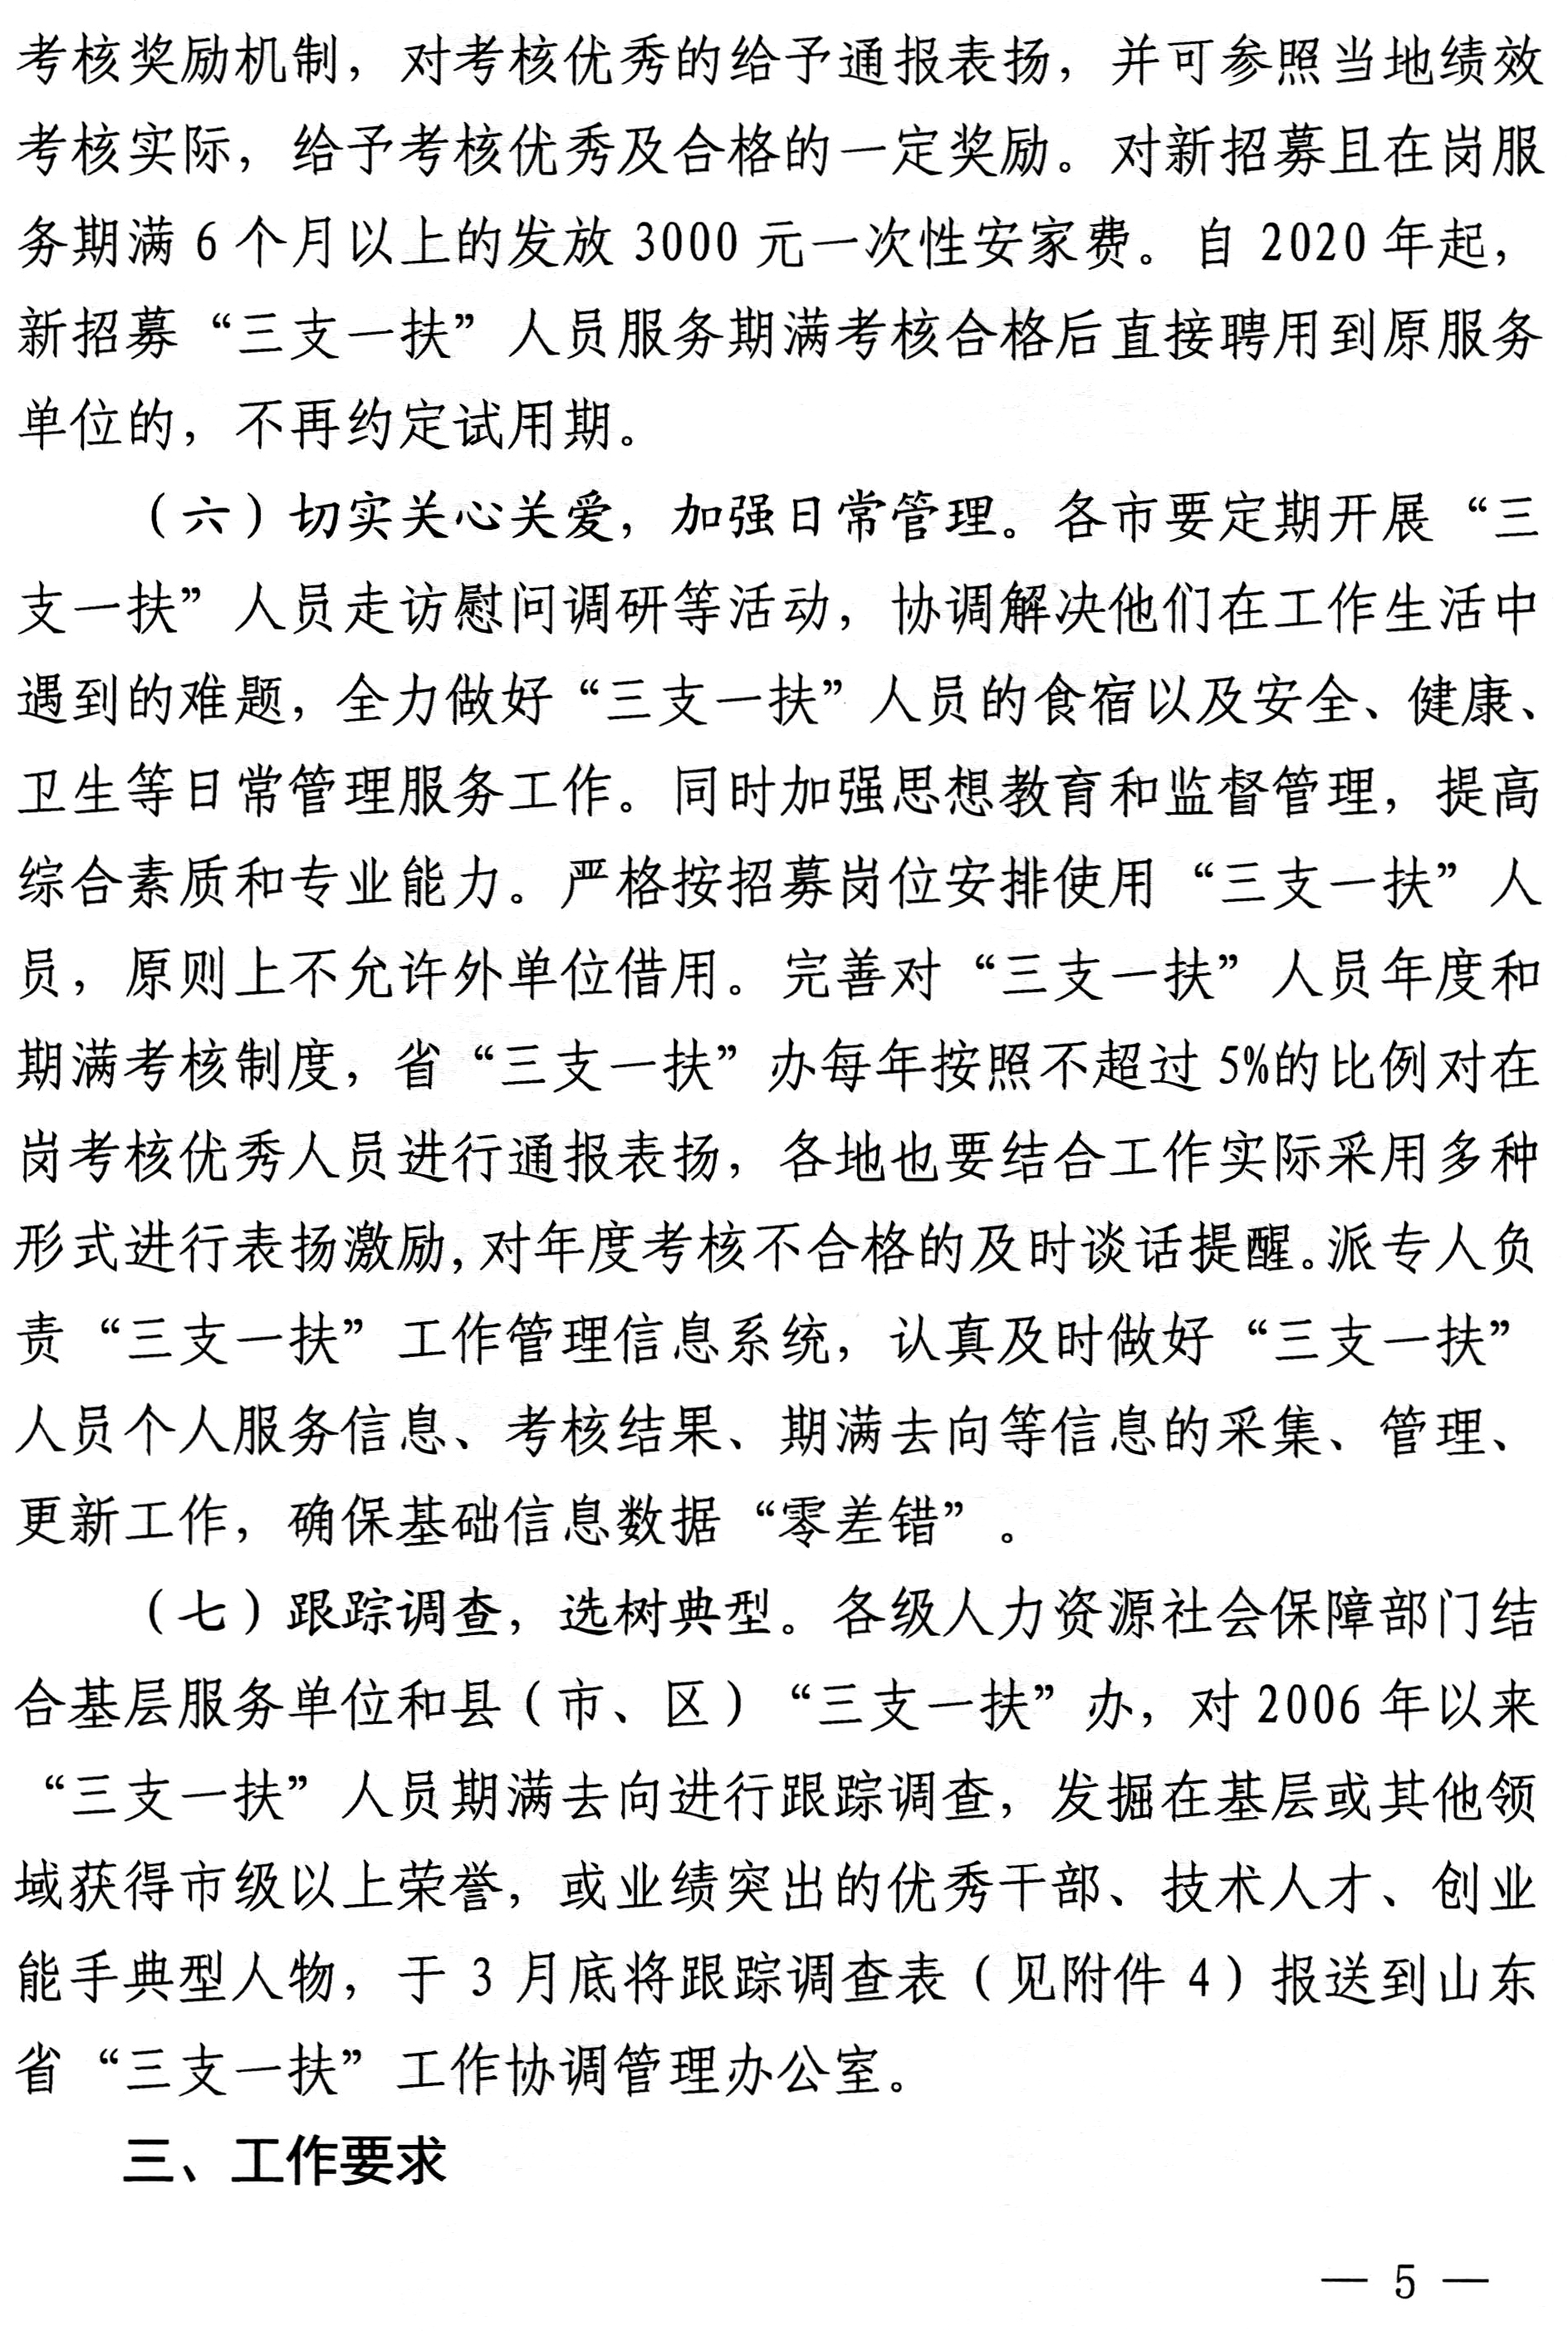 考核奖励机制，对考核优秀的给予通报表扬，并可参照当地绩效
考核实际，给予考核优秀及合格的一定奖励。对新招募且在岗服
务期满 6 个月以上的发放 3000 元一次性安家费。自 2020 年起，
新招募“三支一扶”人员服务期满考核合格后直接聘用到原服务
单位的，不再约定试用期。
（六）切实关心关爱，加强日常管理。各市要定期开展“三
支一扶”人员走访慰问调研等活动，协调解决他们在工作生活中
遇到的难题，全力做好“三支一扶”人员的食宿以及安全、健康、
卫生等日常管理服务工作。同时加强思想教育和监督管理，提高
综合素质和专业能力。严格按招募岗位安排使用“三支一扶”人
员，原则上不允许外单位借用。完善对“三支一扶”人员年度和
期满考核制度，省“三支一扶”办每年按照不超过 5%的比例对在
岗考核优秀人员进行通报表扬，各地也要结合工作实际采用多种
形式进行表扬激励，对年度考核不合格的及时谈话提醒。派专人负
责“三支一扶”工作管理信息系统，认真及时做好“三支一扶”
人员个人服务信息、考核结果、期满去向等信息的采集、管理、
更新工作，确保基础信息数据“零差错”。
（七）跟踪调查，选树典型。各级人力资源社会保障部门结
合基层服务单位和县（市、区）“三支一扶”办，对 2006 年以来
“三支一扶”人员期满去向进行跟踪调查，发掘在基层或其他领
域获得市级以上荣誉，或业绩突出的优秀干部、技术人才、创业
能手典型人物，于 3 月底将跟踪调查表（见附件 4）报送到山东
省“三支一扶”工作协调管理办公室。
三、工作要求
— 5 —